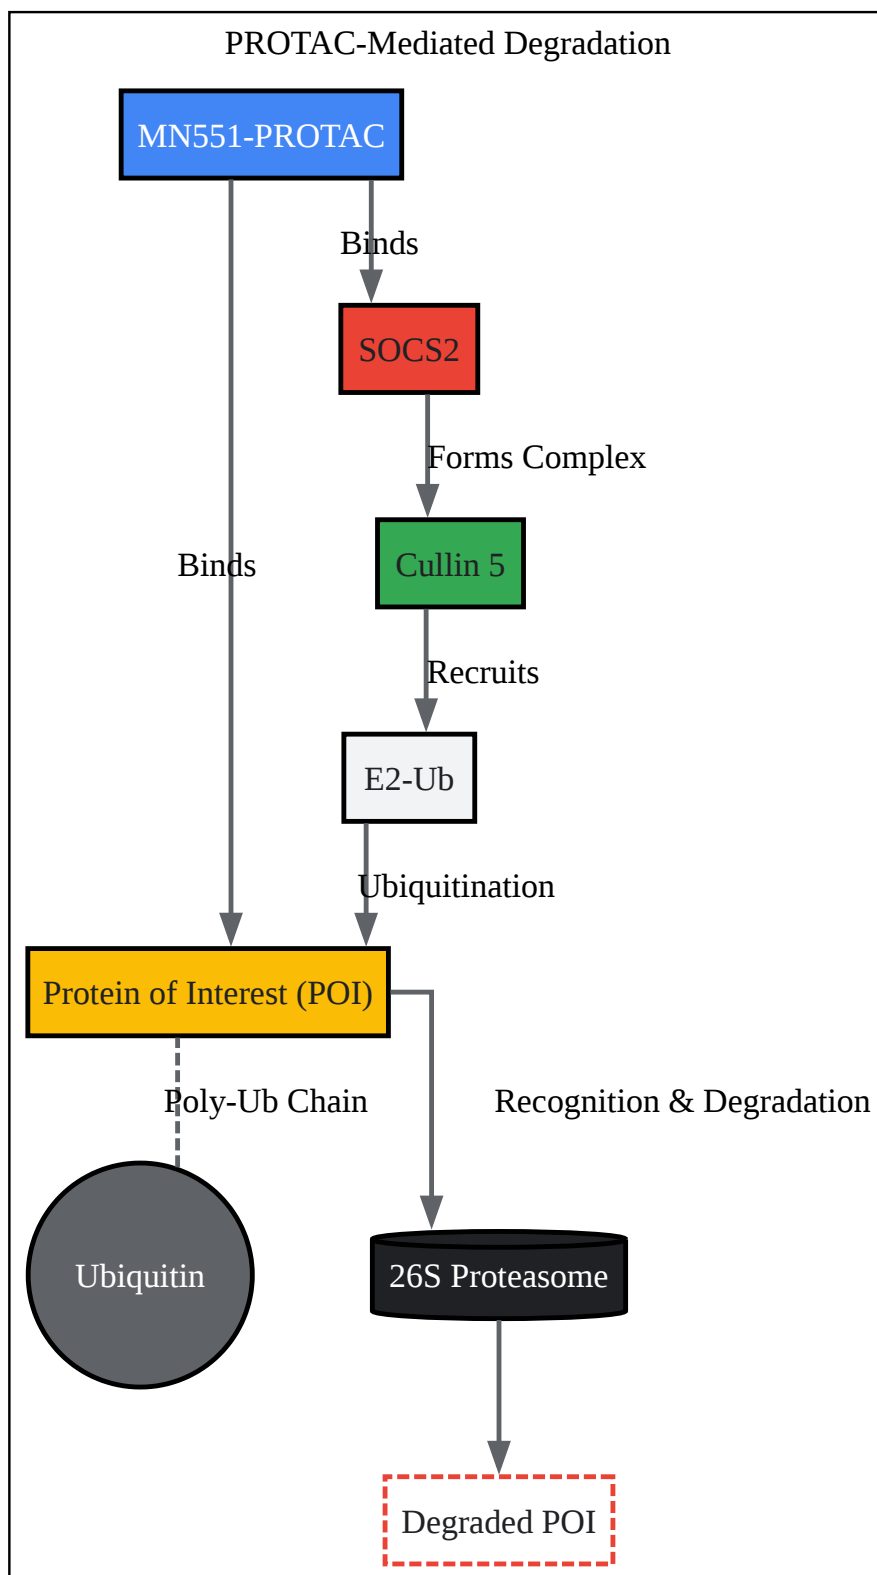 PROTAC-Mediated Degradation
MN551-PROTAC
Binds
SOCS2
Forms Complex
Cullin 5
Binds
Recruits
E2-Ub
Ubiquitination
Protein of Interest (POI)
Poly-Ub Chain
Recognition & Degradation
Ubiquitin
26S Proteasome
Degraded POI